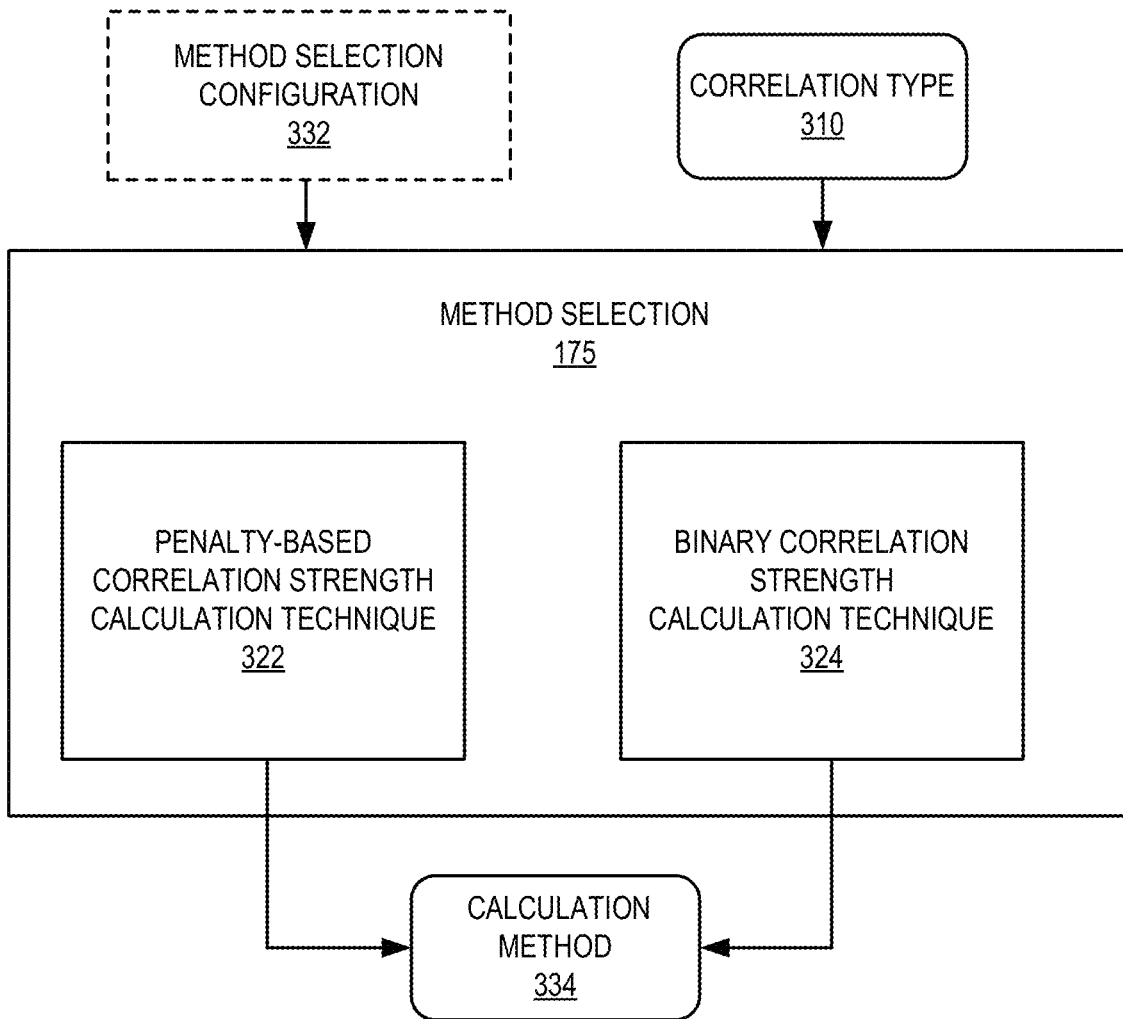 METHOD SELECTION
CONFIGURATION
332
CORRELATION TYPE
310
METHOD SELECTION
175
PENALTY-BASED
CORRELATION STRENGTH
CALCULATION TECHNIQUE
322
BINARY CORRELATION
STRENGTH
CALCULATION TECHNIQUE
324
CALCULATION
METHOD
334